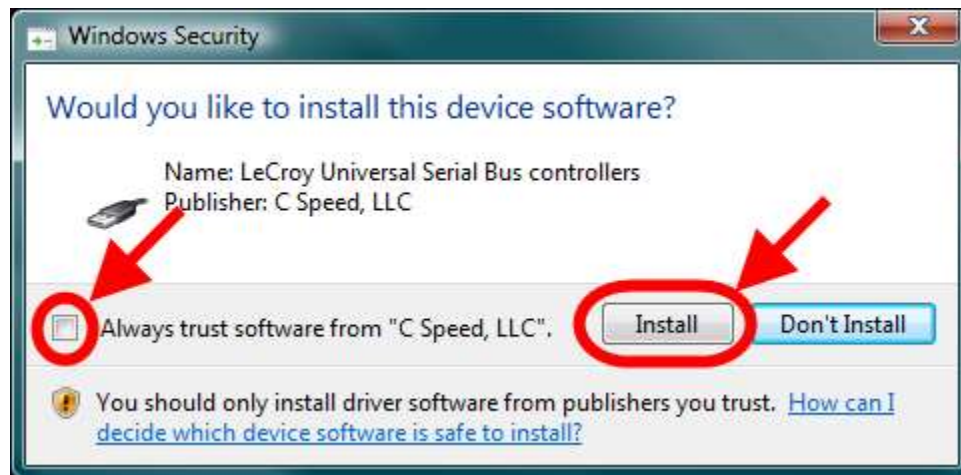 Windows Security
Would you like to install this device software?
Name: LeCroy Universal Serial Bus controllers
Publisher: C Speed, LLC
Always trust software from "C Speed, LLC".
Install
Don't Install
You should only install driver software from publishers you trust. How can I
decide which device software is safe to install?